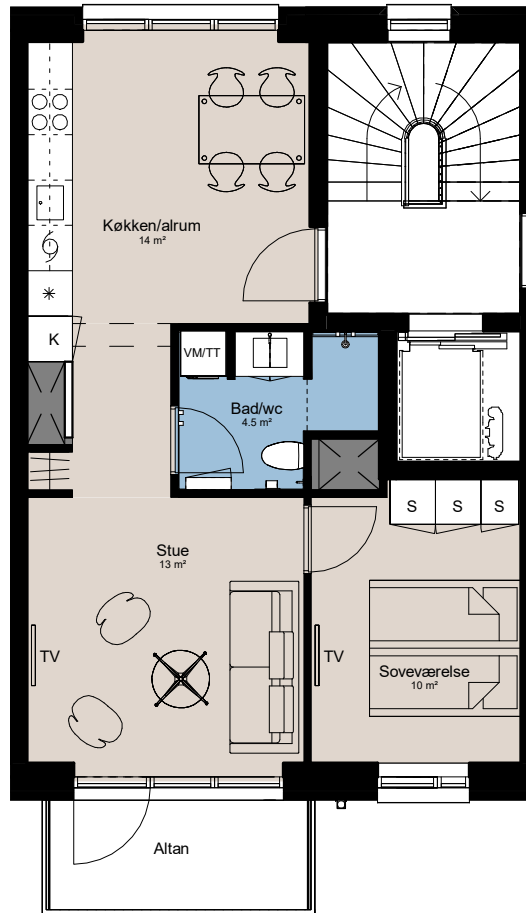 Køkken/alrum
14 m²
K
VM/TT
Bad/wc
4.5 m²
S S S
Stue
13 m²
TV
TV
Soveværelse
10 m²
Altan